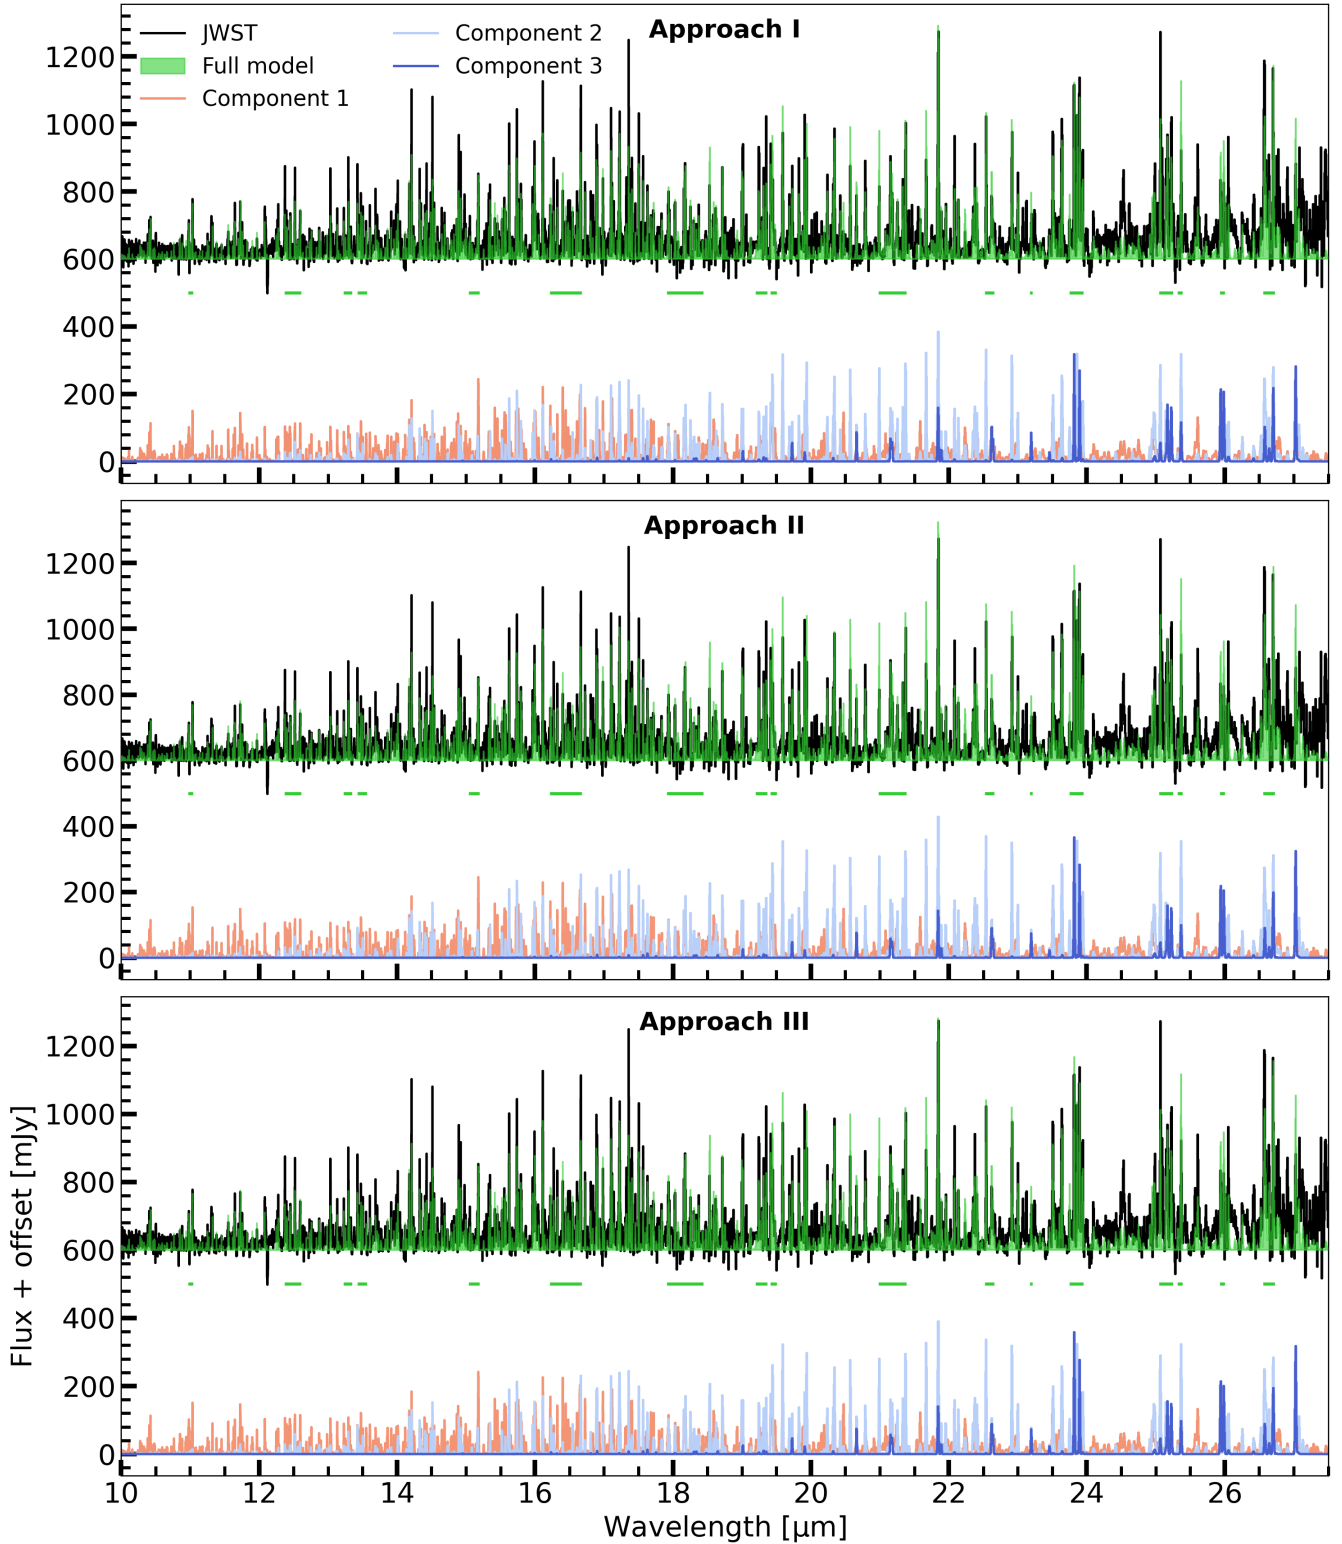 Approach I
JWST
Full model
Component 1
Component 2
Component 3
1200
1000
800
600
400
200
0
Approach II
1200
1000
800
600
400
200
0
Approach III
1200
1000
800
600
400
200
0
Flux + offset [mJy]
10 12 14 16 18 20 22 24 26
Wavelength [μm]